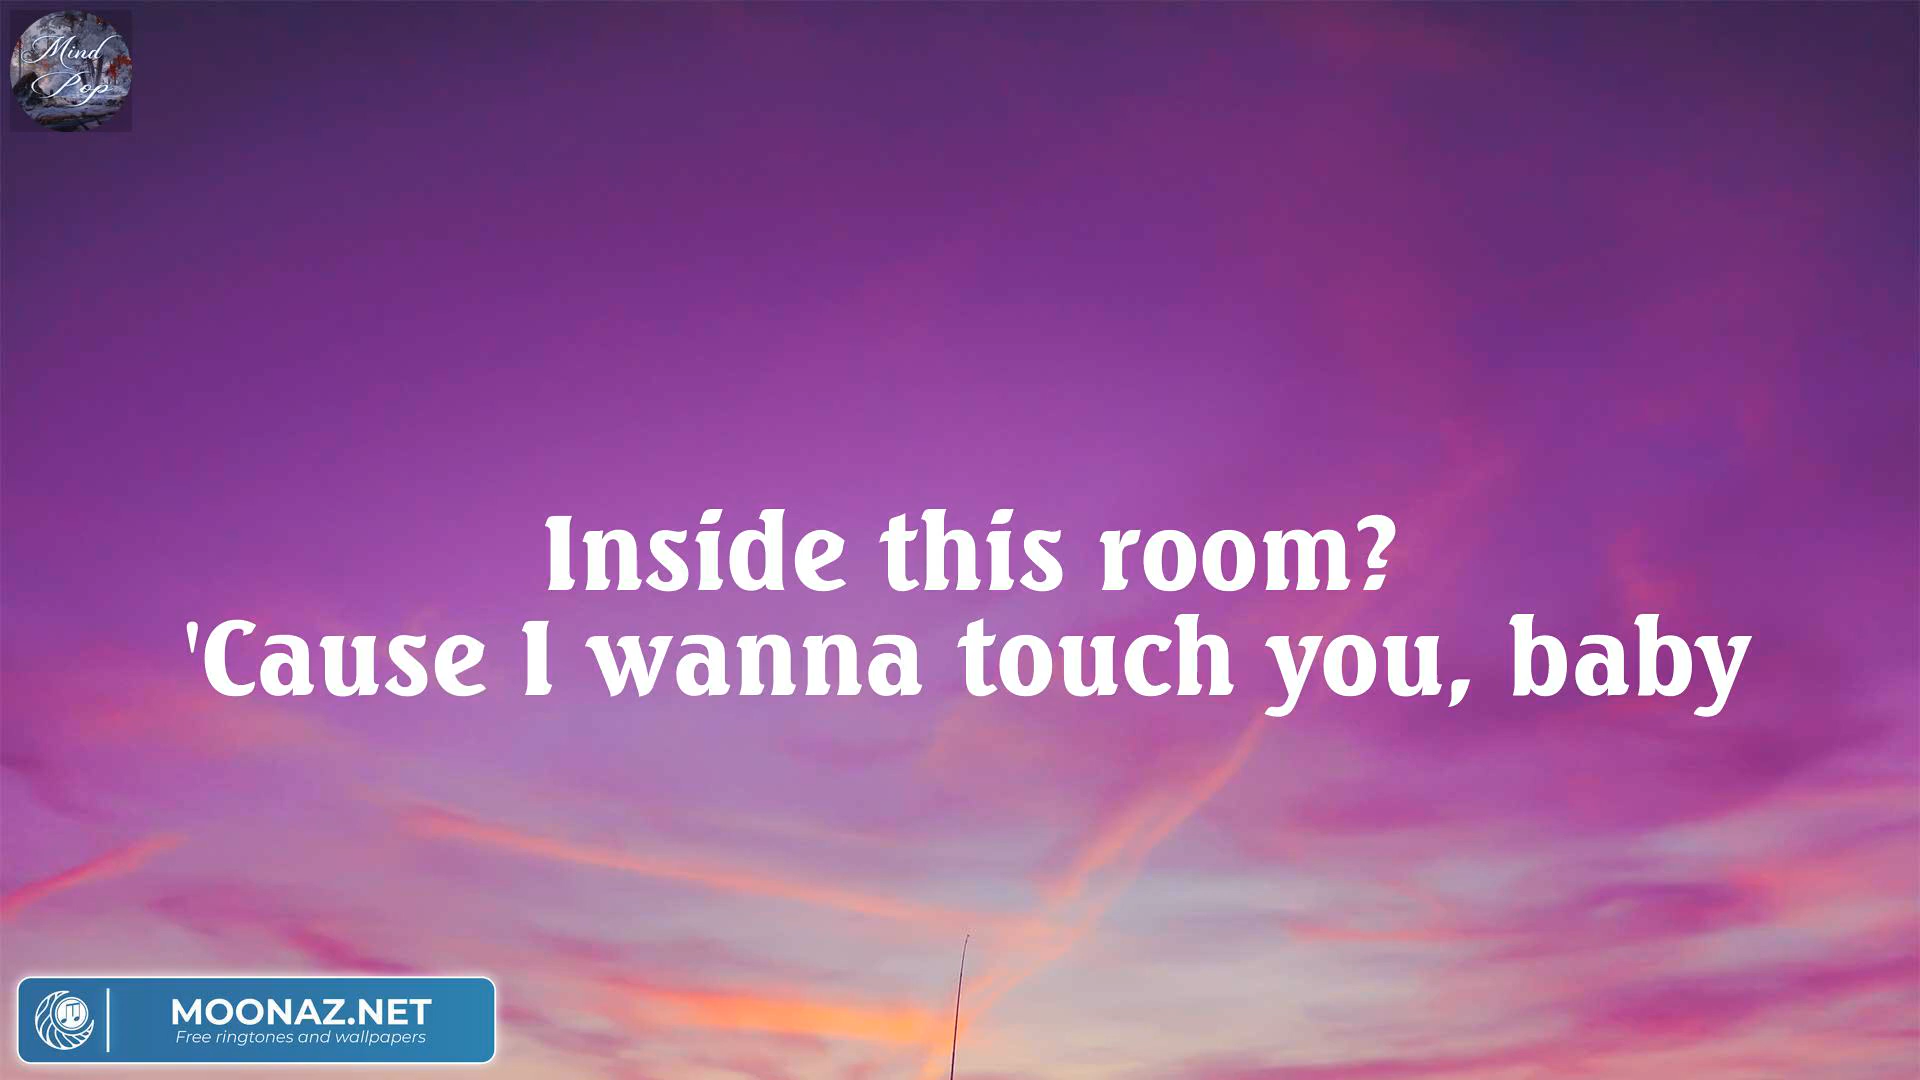 Mind
Pop
Inside this room?
'Cause I wanna touch you, baby
MOONAZ.NET
Free ringtones and wallpapers